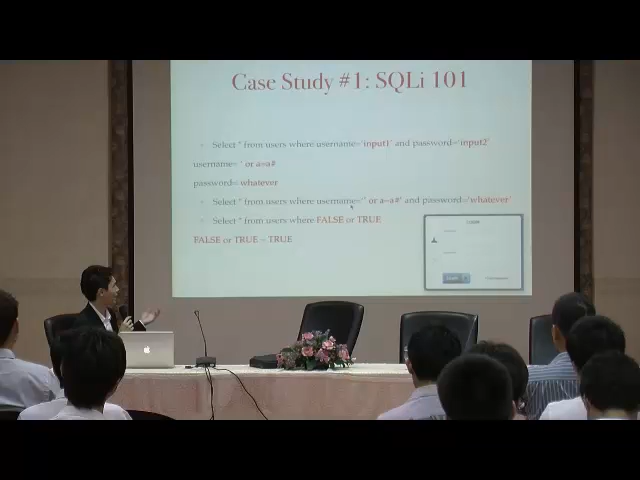 Case Study #1: SQLi 101
Select * from users where username='input1' and password='input2'
username=' or a=a#
password= whatever
Select * from users where username='' or a=a#' and password='whatever'
Select * from users where FALSE or TRUE
FALSE or TRUE = TRUE